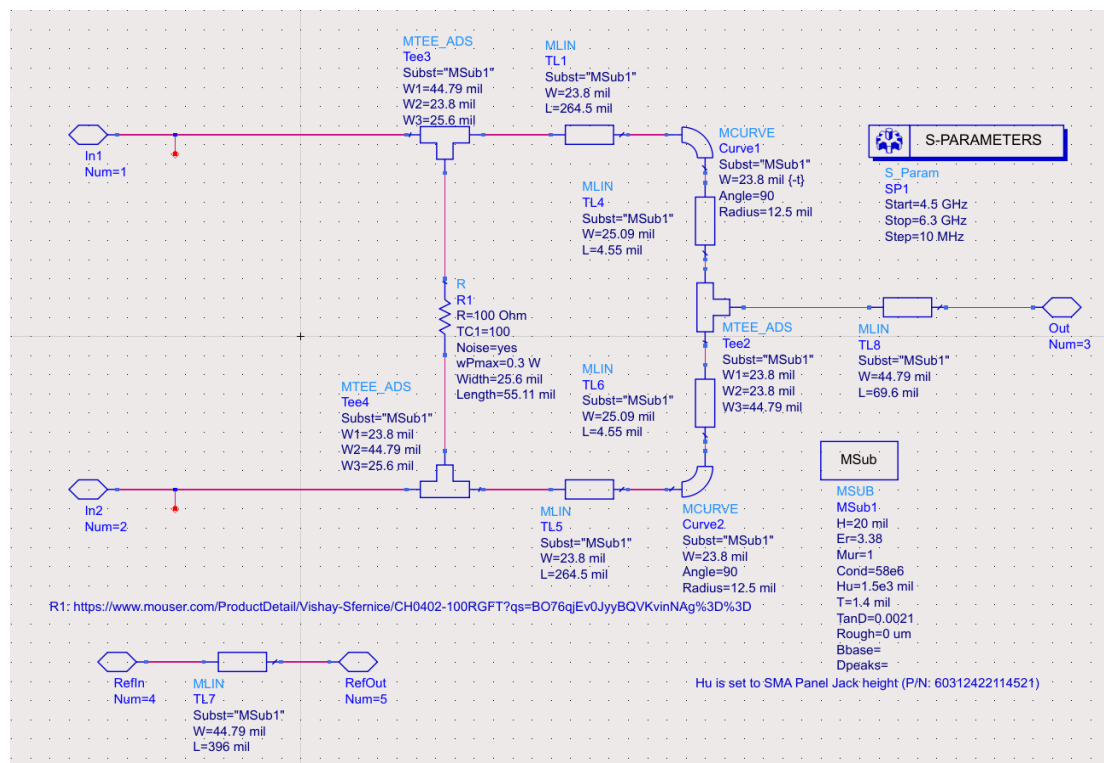 MTEE_ADS
Tee3
Subst="MSub1"
W1=44.79 mil
W2=23.8 mil
W3=25.6 mil
MLIN
TL1
Subst="MSub1"
W=23.8 mil
L=264.5 mil
In1
Num=1
MCURVE
Curve1
Subst="MSub1"
W=23.8 mil {-t}
Angle=90
Radius=12.5 mil
S-PARAMETERS
S_Param
SP1
Start=4.5 GHz
Stop=6.3 GHz
Step=10 MHz
MLIN
TL4
Subst="MSub1"
W=25.09 mil
L=4.55 mil
R
R1
R=100 Ohm
TC1=100
Noise=yes
wPmax=0.3 W
Width=25.6 mil
Length=55.11 mil
MTEE_ADS
Tee2
Subst="MSub1"
W1=23.8 mil
W2=23.8 mil
W3=44.79 mil
MLIN
TL8
Subst="MSub1"
W=44.79 mil
L=69.6 mil
Out
Num=3
MLIN
TL6
Subst="MSub1"
W=25.09 mil
L=4.55 mil
MTEE_ADS
Tee4
Subst="MSub1"
W1=23.8 mil
W2=44.79 mil
W3=25.6 mil
In2
Num=2
MLIN
TL5
Subst="MSub1"
W=23.8 mil
L=264.5 mil
MCURVE
Curve2
Subst="MSub1"
W=23.8 mil
Angle=90
Radius=12.5 mil
MSub
MSUB
MSub1
H=20 mil
Er=3.38
Mur=1
Cond=58e6
Hu=1.5e3 mil
T=1.4 mil
TanD=0.0021
Rough=0 um
Bbase=
Dpeaks=
R1: https://www.mouser.com/ProductDetail/Vishay-Sfernice/CH0402-100RGFT?qs=BO76qjEv0JyyBQVKvinNAg%3D%3D
Hu is set to SMA Panel Jack height (P/N: 60312422114521)
RefIn
Num=4
MLIN
TL7
Subst="MSub1"
W=44.79 mil
L=396 mil
RefOut
Num=5